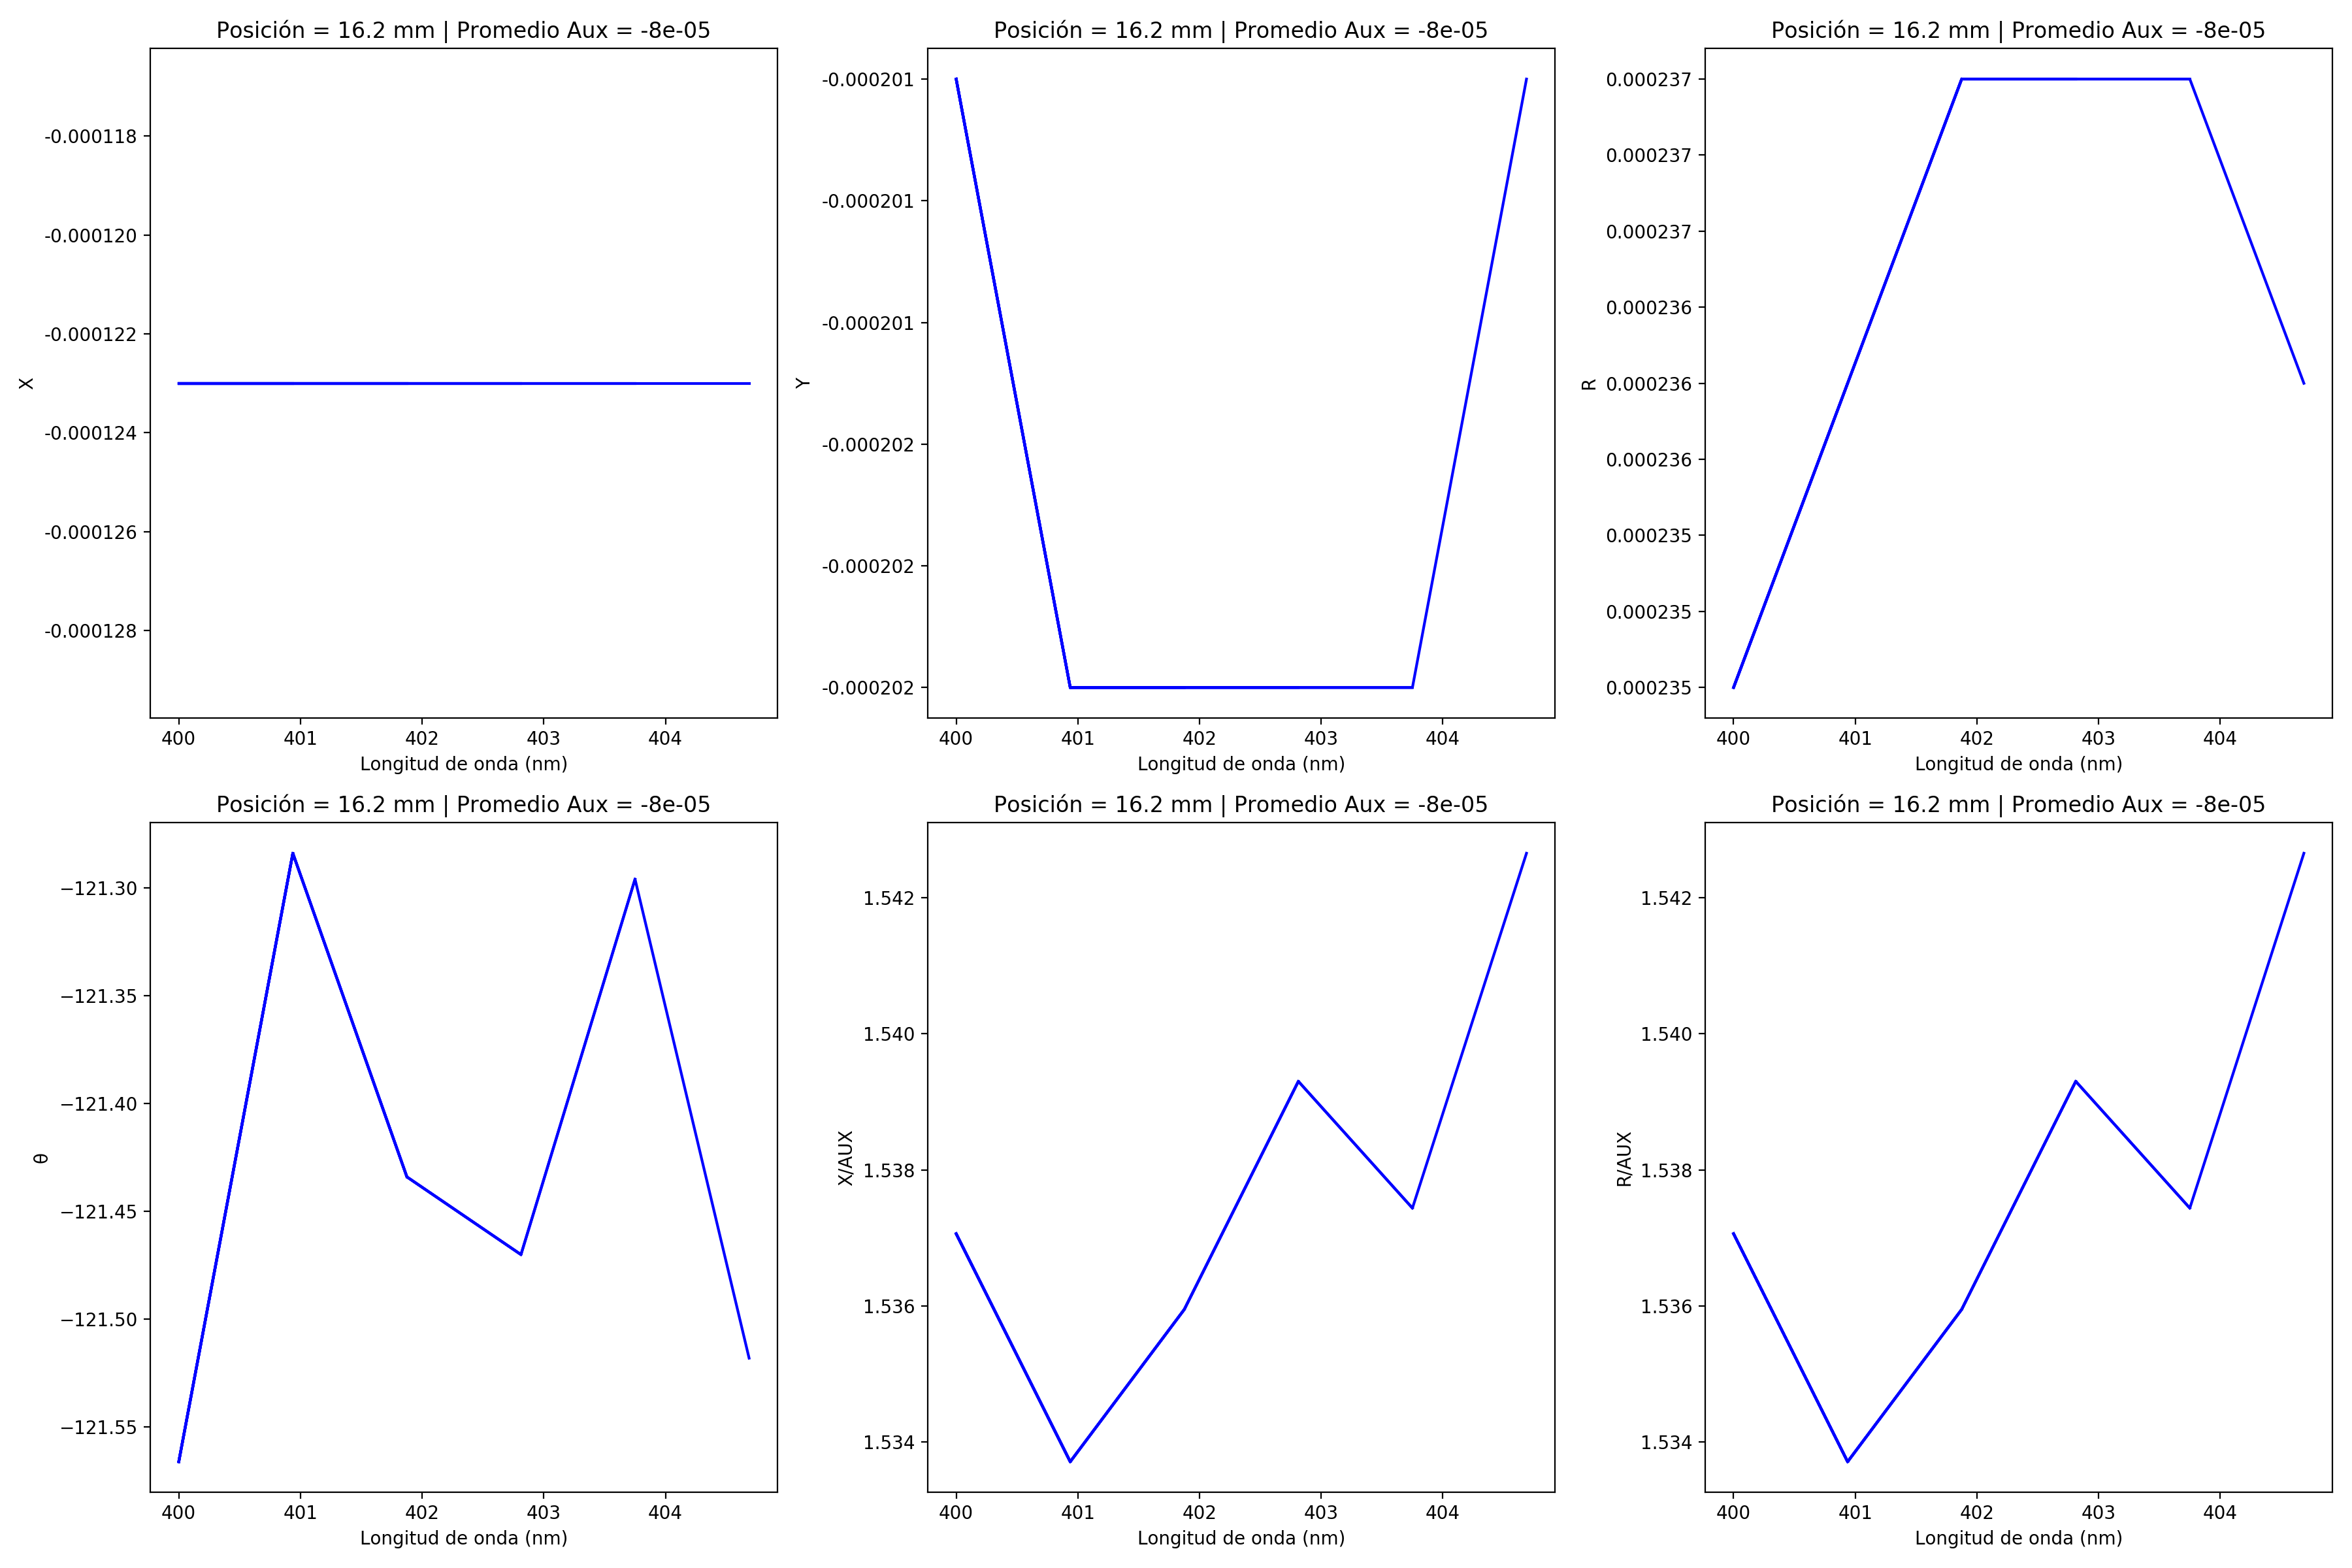 Posición = 16.2 mm | Promedio Aux = -8e-05
-0.000118
-0.000120
-0.000122
-0.000124
-0.000126
-0.000128
X
400 401 402 403 404
Longitud de onda (nm)
Posición = 16.2 mm | Promedio Aux = -8e-05
-0.000201
-0.000201
-0.000201
-0.000202
-0.000202
-0.000202
Y
400 401 402 403 404
Longitud de onda (nm)
Posición = 16.2 mm | Promedio Aux = -8e-05
0.000237
0.000237
0.000237
0.000236
0.000236
0.000236
0.000235
0.000235
0.000235
R
400 401 402 403 404
Longitud de onda (nm)
Posición = 16.2 mm | Promedio Aux = -8e-05
−121.30
−121.35
−121.40
−121.45
−121.50
−121.55
θ
400 401 402 403 404
Longitud de onda (nm)
Posición = 16.2 mm | Promedio Aux = -8e-05
1.542
1.540
1.538
1.536
1.534
X/AUX
400 401 402 403 404
Longitud de onda (nm)
Posición = 16.2 mm | Promedio Aux = -8e-05
1.542
1.540
1.538
1.536
1.534
R/AUX
400 401 402 403 404
Longitud de onda (nm)